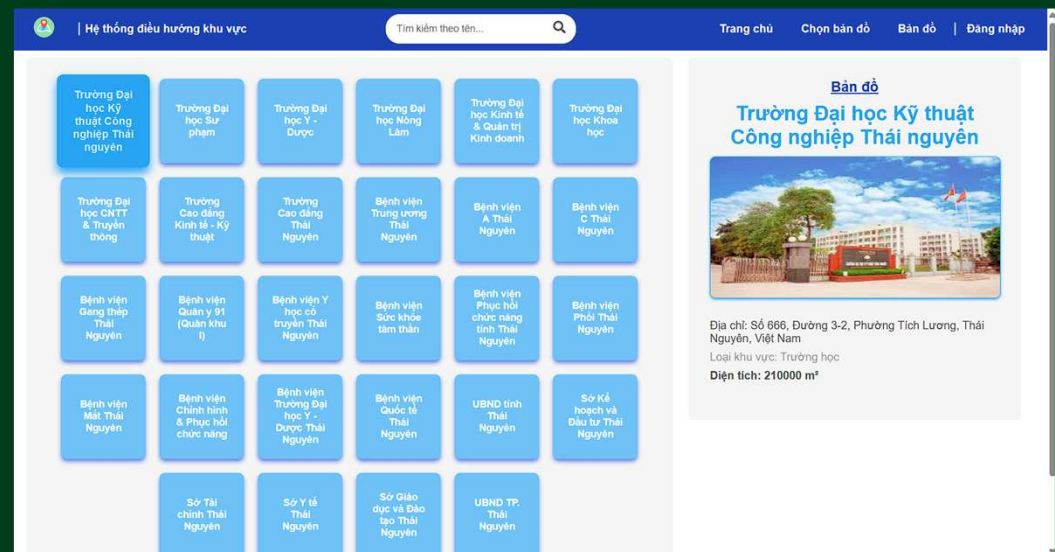 | Hệ thống điều hướng khu vực
Tìm kiếm theo tên...
Trang chủ
Chọn bản đồ
Bản đồ
| Đăng nhập
Trường Đại
học Kỹ
thuật Công
nghiệp Thái
nguyên
Trường Đại
học Sư
phạm
Trường Đại
học Y -
Dược
Trường Đại
học Nông
Lâm
Trường Đại
học Kinh tế
& Quản trị
Kinh doanh
Trường Đại
học Khoa
học
Trường Đại
học CNTT
& Truyền
thông
Trường
Cao đẳng
Kinh tế - Kỹ
thuật
Trường
Cao đẳng
Thái
Nguyên
Bệnh viện
Trung ương
Thái
Nguyên
Bệnh viện
A Thái
Nguyên
Bệnh viện
C Thái
Nguyên
Bệnh viện
Gang thép
Thái
Nguyên
Bệnh viện
Quân y 91
(Quân khu
I)
Bệnh viện Y
học cổ
truyền Thái
Nguyên
Bệnh viện
Sức khỏe
tâm thần
Bệnh viện
Phục hồi
chức năng
tỉnh Thái
Nguyên
Bệnh viện
Phổi Thái
Nguyên
Bệnh viện
Mắt Thái
Nguyên
Bệnh viện
Chỉnh hình
& Phục hồi
chức năng
Bệnh viện
Trường Đại
học Y -
Dược Thái
Nguyên
Bệnh viện
Quốc tế
Thái
Nguyên
UBND tỉnh
Thái
Nguyên
Sở Kế
hoạch và
Đầu tư Thái
Nguyên
Sở Tài
chính Thái
Nguyên
Sở Y tế
Thái
Nguyên
Sở Giáo
dục và Đào
tạo Thái
Nguyên
UBND TP.
Thái
Nguyên
Bản đồ
Trường Đại học Kỹ thuật
Công nghiệp Thái nguyên
Địa chỉ: Số 666, Đường 3-2, Phường Tích Lương, Thái
Nguyên, Việt Nam
Loại khu vực: Trường học
Diện tích: 210000 m²